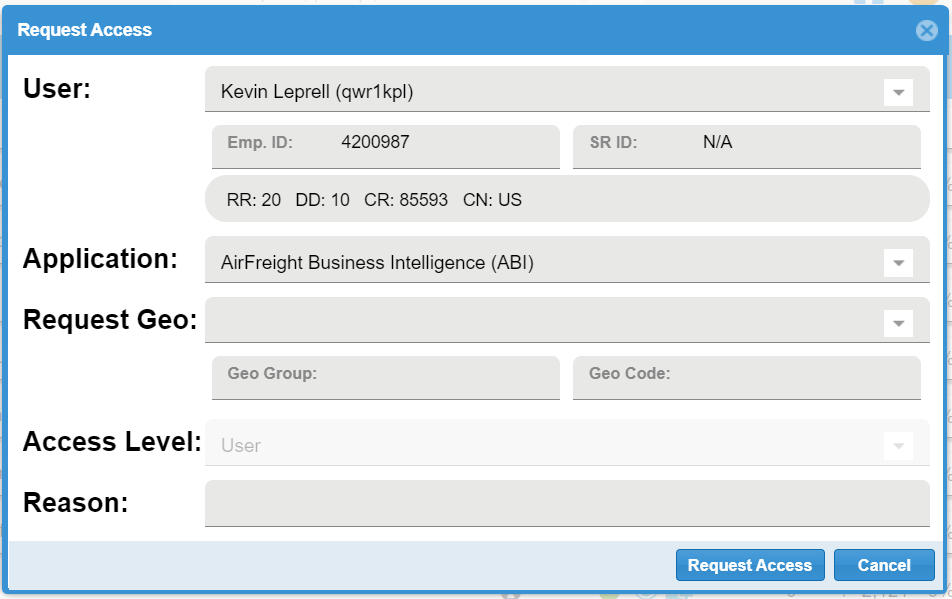 Request Access
User:
Kevin Leprell (qwr1kpl)
Emp. ID: 4200987
SR ID: N/A
RR: 20 DD: 10 CR: 85593 CN: US
Application:
AirFreight Business Intelligence (ABI)
Request Geo:
Geo Group:
Geo Code:
Access Level:
User
Reason:
Request Access
Cancel